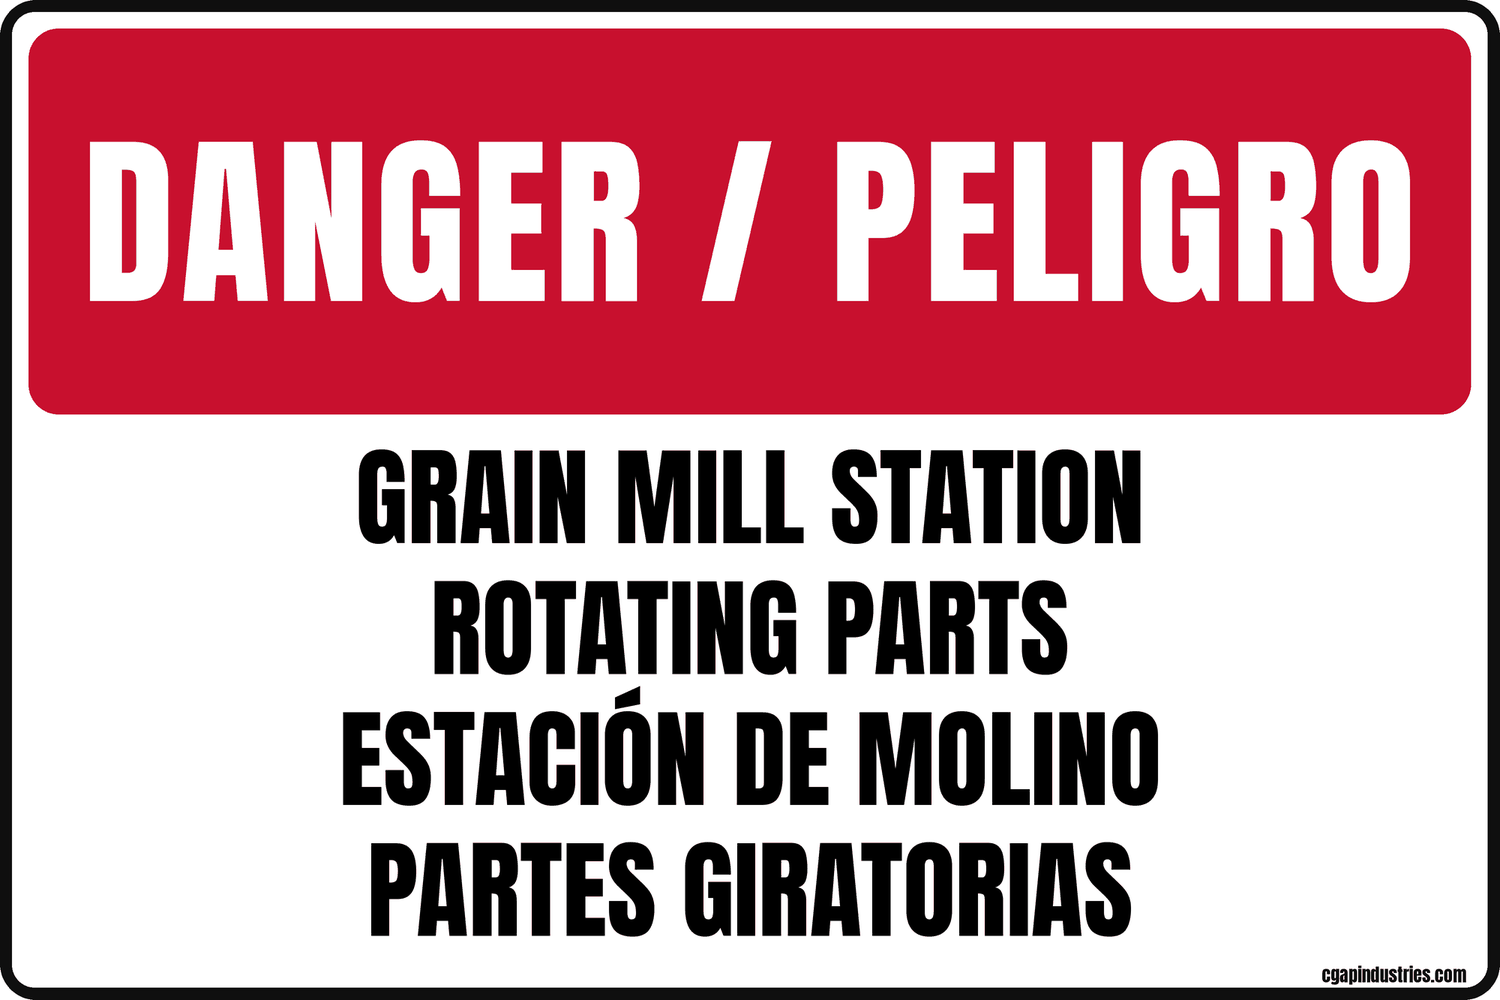 DANGER / PELIGRO
GRAIN MILL STATION
ROTATING PARTS
ESTACIÓN DE MOLINO
PARTES GIRATORIAS
cgapindustries.com